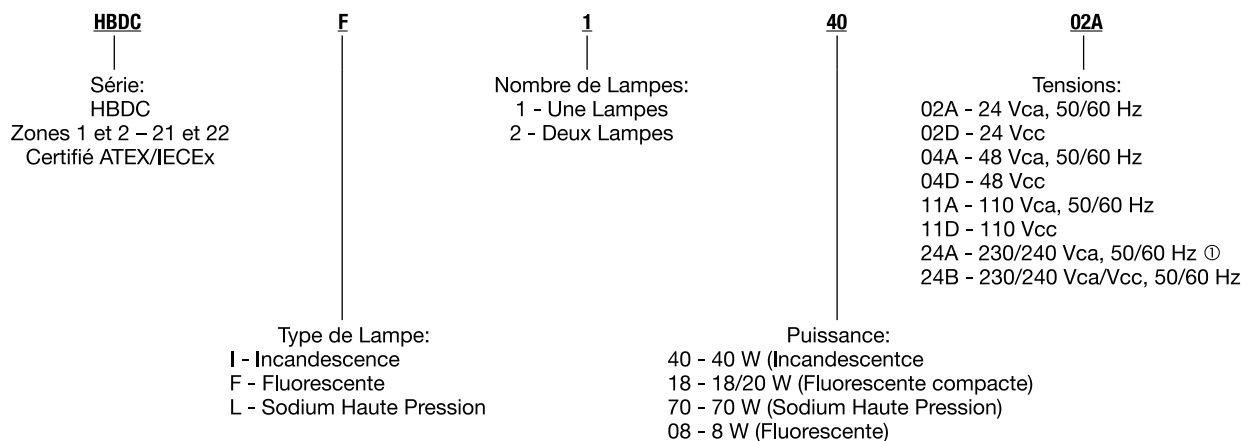 HBDC F 1 40 02A
Série:
HBDC
Zones 1 et 2 – 21 et 22
Certifié ATEX/IECEx
Nombre de Lampes:
1 - Une Lampes
2 - Deux Lampes
Tensions:
02A - 24 Vca, 50/60 Hz
02D - 24 Vcc
04A - 48 Vca, 50/60 Hz
04D - 48 Vcc
11A - 110 Vca, 50/60 Hz
11D - 110 Vcc
24A - 230/240 Vca, 50/60 Hz ①
24B - 230/240 Vca/Vcc, 50/60 Hz
Type de Lampe:
I - Incandescence
F - Fluorescente
L - Sodium Haute Pression
Puissance:
40 - 40 W (Incandescentce
18 - 18/20 W (Fluorescente compacte)
70 - 70 W (Sodium Haute Pression)
08 - 8 W (Fluorescente)